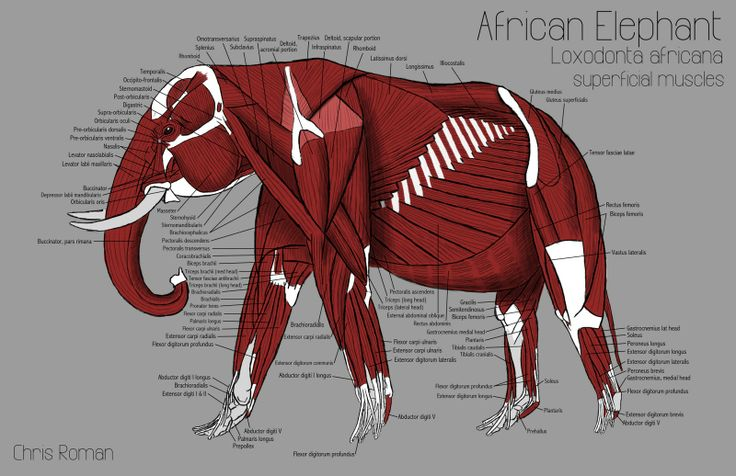 African Elephant
Loxodonta africana
superficial muscles
Trapezius
Deltoid, scapular portion
Supraspinatus
Deltoid,
acromial portion
Infraspinatus
Omotransversarius
Splenius
Subclavius
Rhomboid
Rhomboid
Latissimus dorsi
Longissimus
Iliocostalis
Gluteus medius
Gluteus superficialis
Tensor fasciae latae
Rectus femoris
Biceps femoris
Vastus lateralis
Temporalis
Occipito-frontalis
Sternomastoid
Post-orbicularis
Digastric
Supra-orbicularis
Orbicularis oculi
Pre-orbicularis dorsalis
Pre-orbicularis ventralis
Nasalis
Levator nasolabialis
Levator labii maxillaris
Buccinator
Depressor labii mandibularis
Orbicularis oris
Buccinator, pars rimana
Masseter
Sternohyoid
Sternomandibularis
Brachiocephalicus
Pectoralis descendens
Pectoralis transversus
Coracobrachialis
Biceps brachii
Triceps brachii (med head)
Tensor fasciae antibrachii
Triceps brachii (long head)
Brachioradialis
Brachialis
Pronator teres
Flexor carpi radialis
Palmaris longus
Flexor carpi ulnaris
Extensor carpi radialis
Flexor digitorum profundus
Abductor digiti I longus
Brachioradialis
Extensor digiti I & II
Abductor digiti V
Palmaris longus
Prepollex
Brachioradialis
Extensor carpi radialis
Extensor digitorum communis
Abductor digiti I longus
Flexor digitorum profundus
Pectoralis ascendens
Triceps (long head)
Triceps (lateral head)
External abdominal oblique
Rectus abdominis
Flexor carpi ulnaris
Extensor carpi ulnaris
Extensor digitorum lateralis
Abductor digiti V
Gracilis
Semitendinosus
Biceps femoris
Gastrocnemius medial head
Plantaris
Tibialis caudalis
Tibialis cranialis
Flexor digitorum profundus
Extensor digitorum longus
Soleus
Plantaris
Prehallux
Gastrocnemius lat head
Soleus
Peroneus longus
Extensor digitorum longus
Extensor digitorum lateralis
Peroneus brevis
Gastrocnemius, medial head
Flexor digitorum profundus
Extensor digitorum brevis
Abductor digiti V
Chris Roman